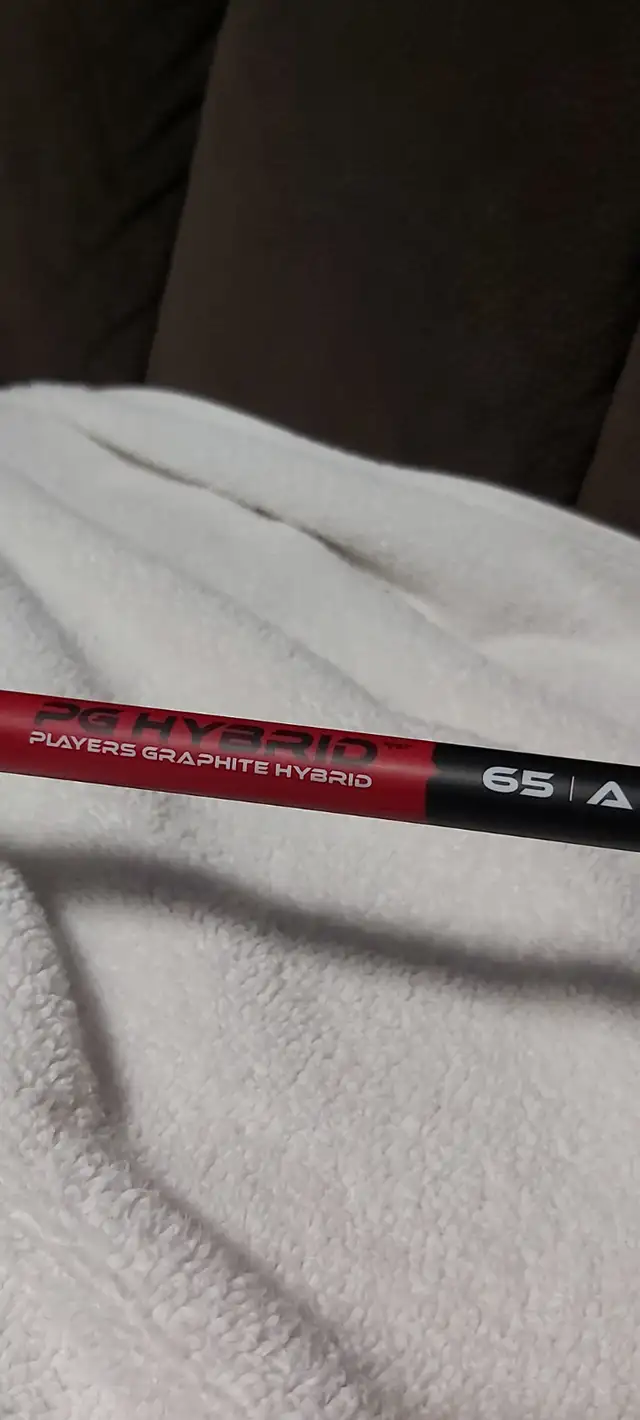 PG HYBRID
PLAYERS GRAPHITE HYBRID
65 | A